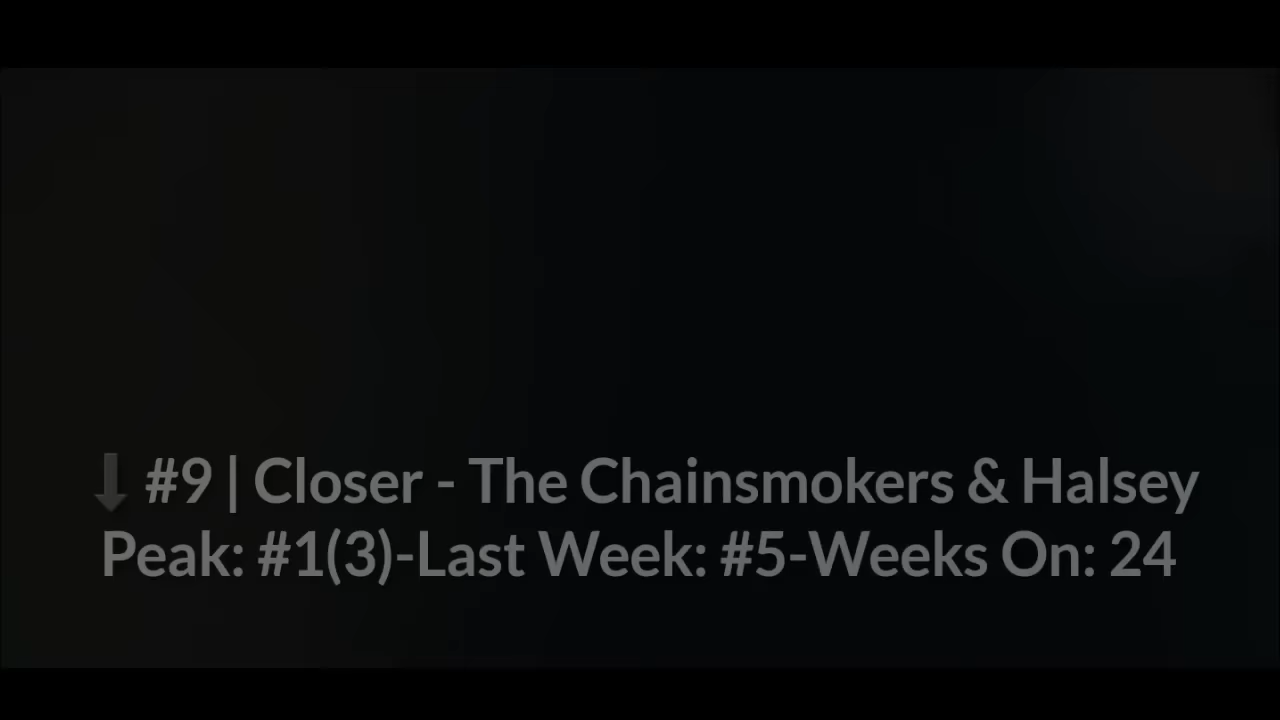 #9 | Closer - The Chainsmokers & Halsey
Peak: #1(3)-Last Week: #5-Weeks On: 24